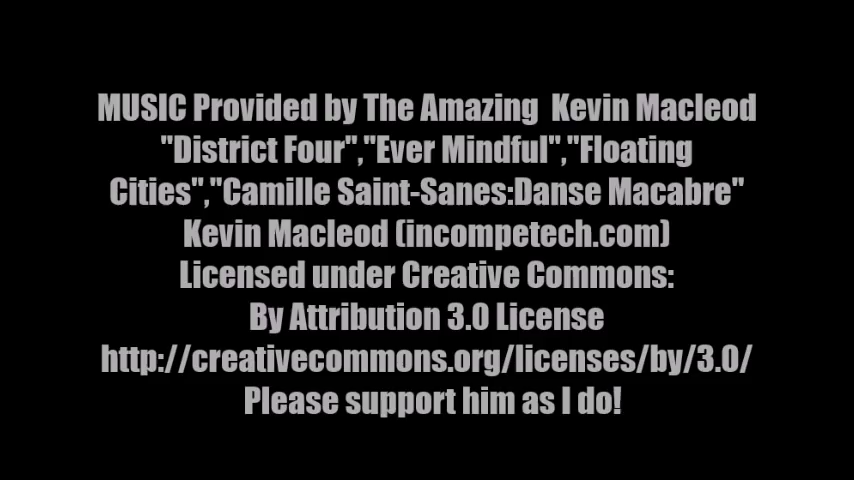 MUSIC Provided by The Amazing  Kevin Macleod
"District Four","Ever Mindful","Floating
Cities","Camille Saint-Sanes:Danse Macabre"
Kevin Macleod (incompetech.com)
Licensed under Creative Commons:
By Attribution 3.0 License
http://creativecommons.org/licenses/by/3.0/
Please support him as I do!